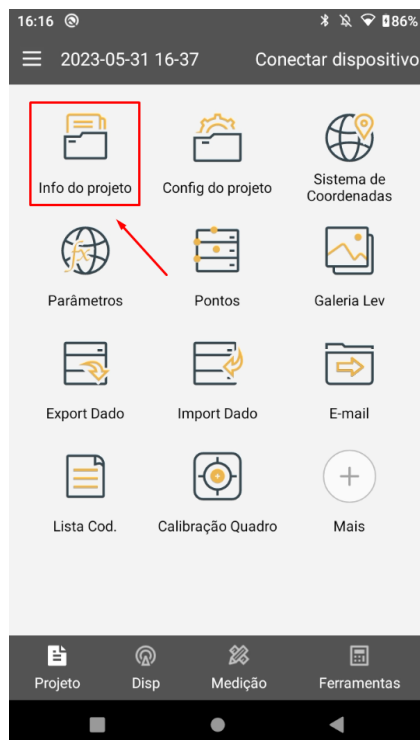 16:16 86%
2023-05-31 16-37 Conectar dispositivo
Info do projeto Config do projeto Sistema de
Coordenadas
Parâmetros Pontos Galeria Lev
Export Dado Import Dado E-mail
Lista Cod. Calibração Quadro Mais
Projeto Disp Medição Ferramentas